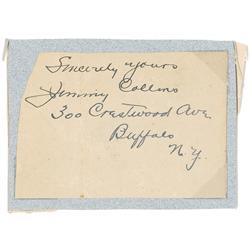 Sincerely yours
Jimmy Collins
300 Crestwood Ave
Buffalo
N.Y.